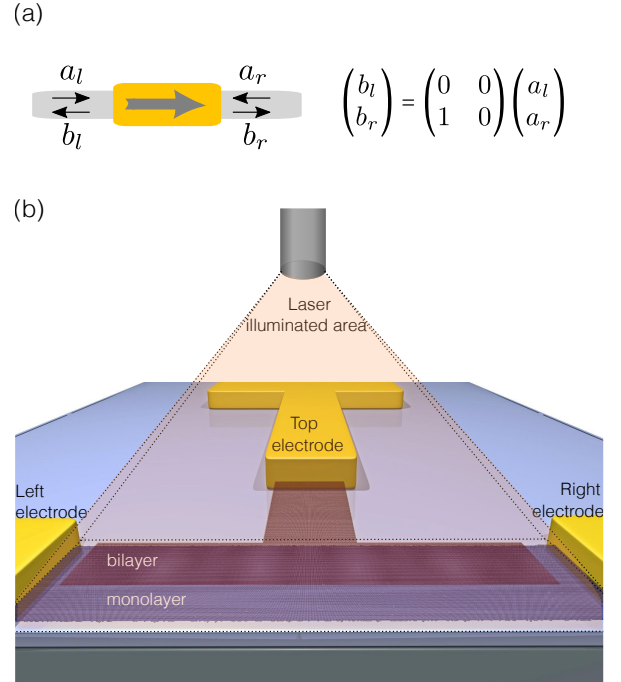 (a)
a_l
a_r
b_l
b_r
(b_l b_r) = (0 0 1 0) (a_l a_r)
(b)
Laser
illuminated area
Top
electrode
Left
electrode
Right
electrode
bilayer
monolayer